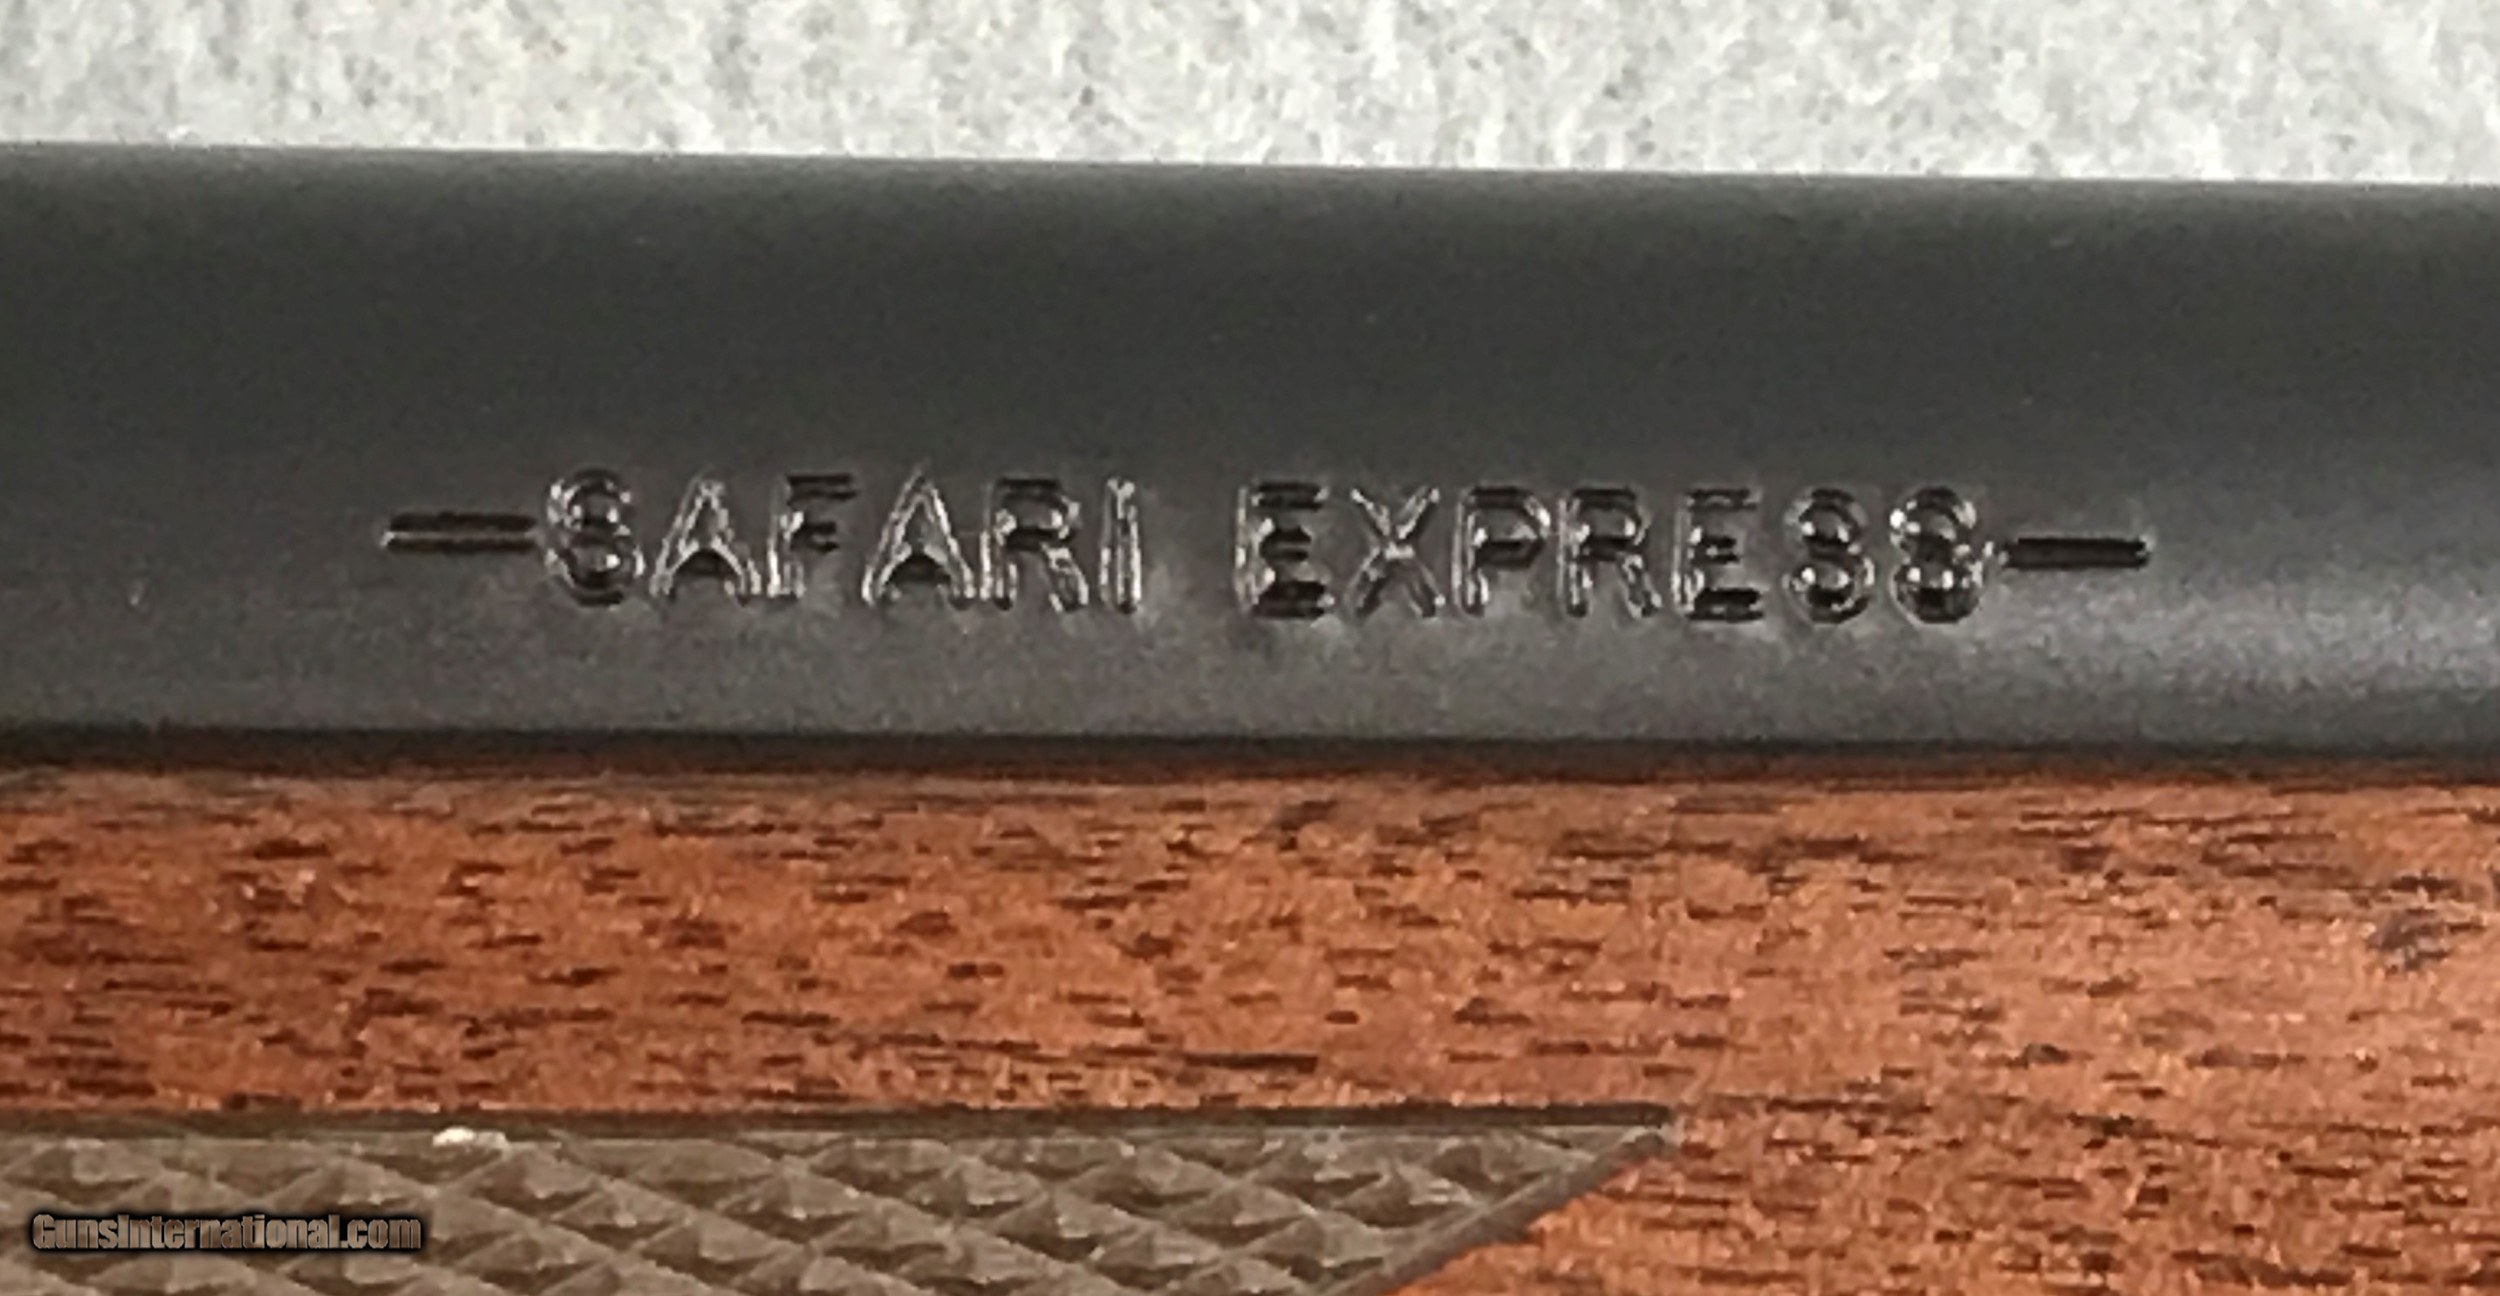 -SAFARI EXPRESS-
GunsInternational.com